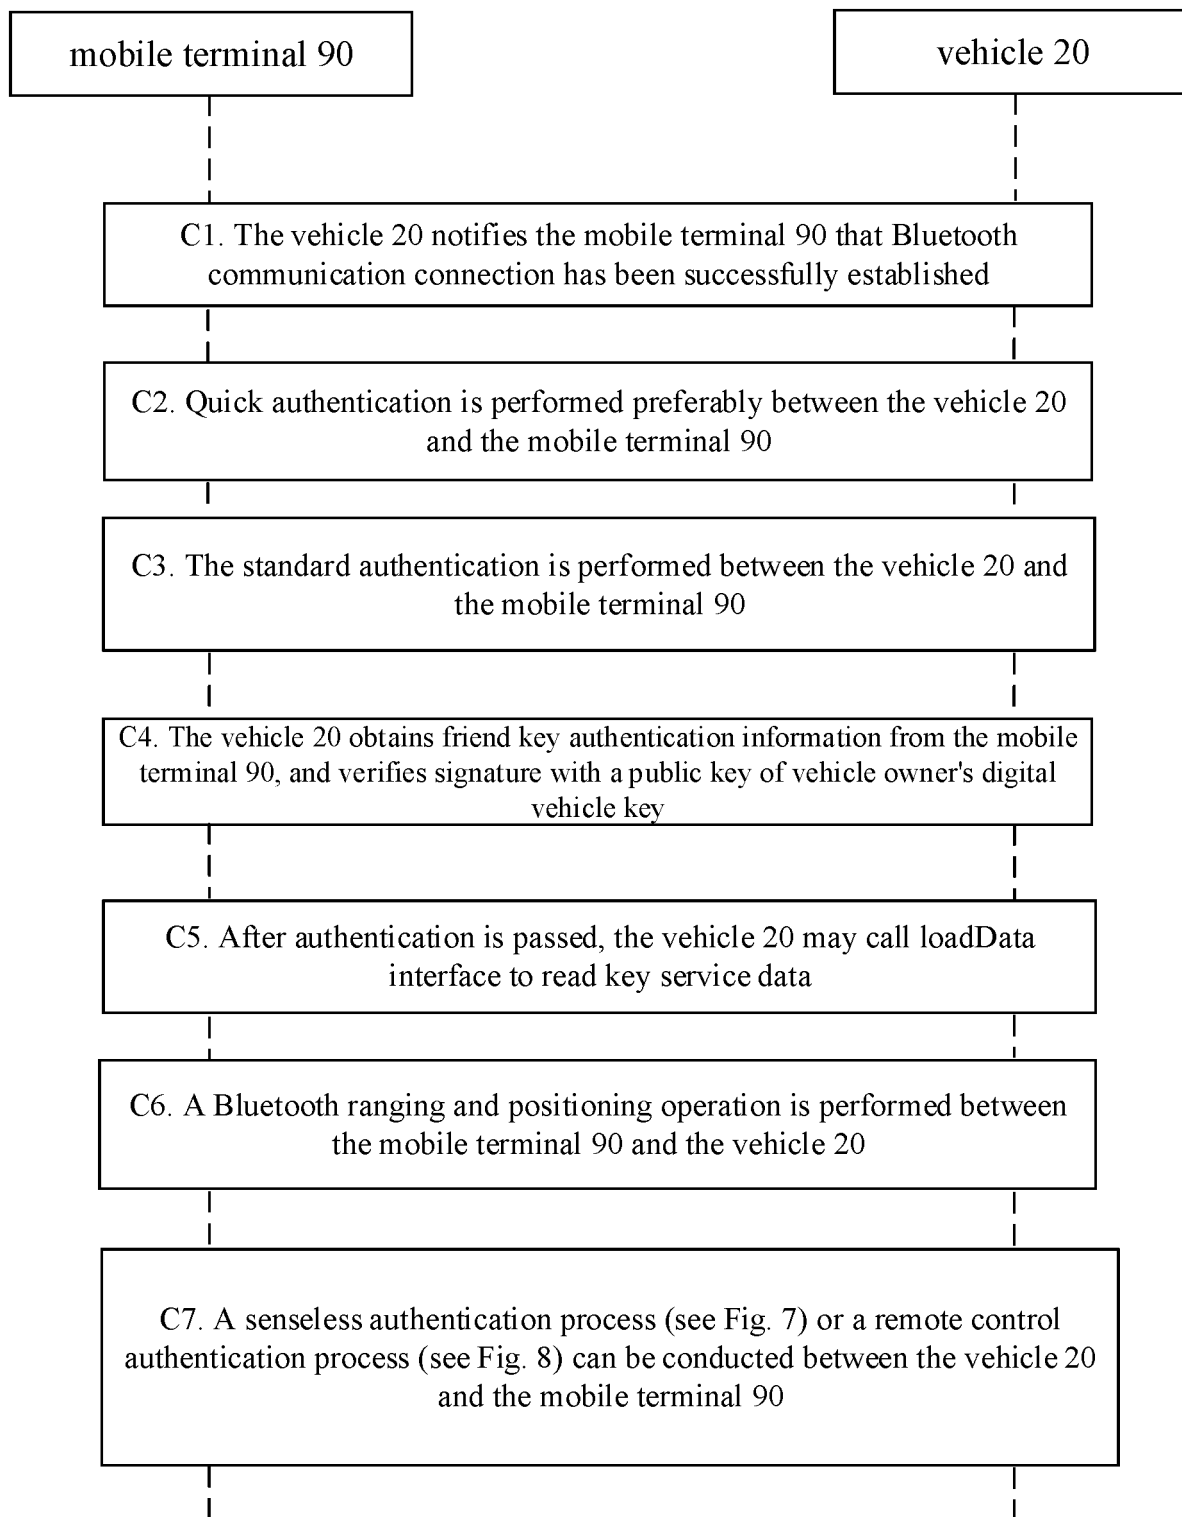 mobile terminal 90
vehicle 20
C1. The vehicle 20 notifies the mobile terminal 90 that Bluetooth
communication connection has been successfully established
C2. Quick authentication is performed preferably between the vehicle 20
and the mobile terminal 90
C3. The standard authentication is performed between the vehicle 20 and
the mobile terminal 90
C4. The vehicle 20 obtains friend key authentication information from the mobile
terminal 90, and verifies signature with a public key of vehicle owner's digital
vehicle key
C5. After authentication is passed, the vehicle 20 may call loadData
interface to read key service data
C6. A Bluetooth ranging and positioning operation is performed between
the mobile terminal 90 and the vehicle 20
C7. A senseless authentication process (see Fig. 7) or a remote control
authentication process (see Fig. 8) can be conducted between the vehicle 20
and the mobile terminal 90